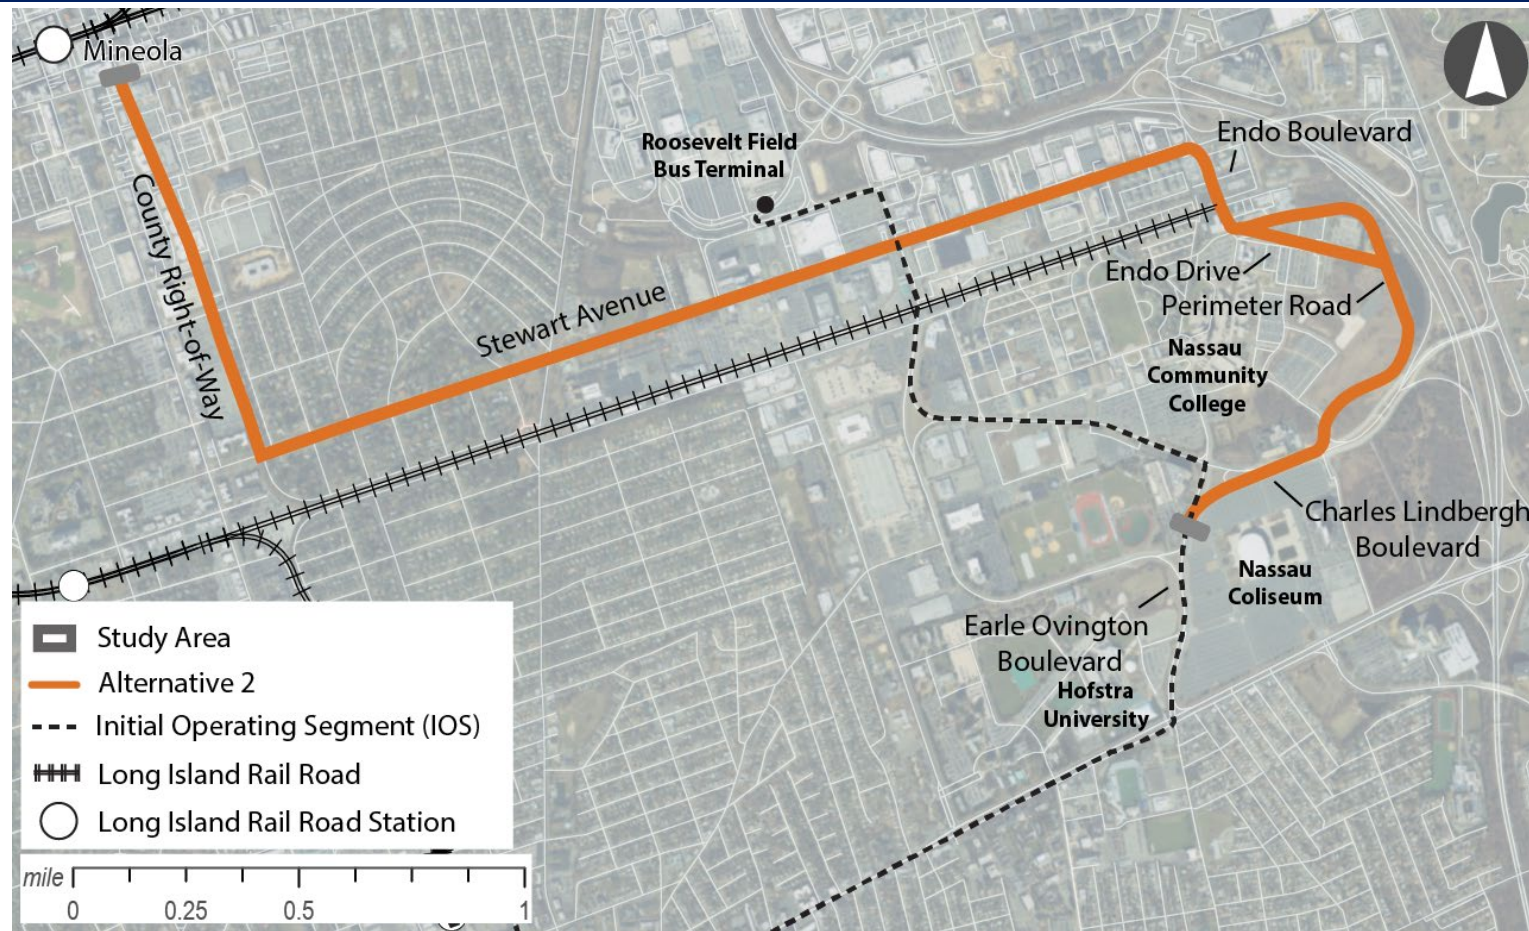 Mineola
Roosevelt Field
Bus Terminal
Endo Boulevard
County Right-of-Way
Endo Drive
Perimeter Road
Stewart Avenue
Nassau
Community
College
Charles Lindbergh
Boulevard
Nassau
Coliseum
Earle Ovington
Boulevard
Hofstra
University
Study Area
Alternative 2
Initial Operating Segment (IOS)
Long Island Rail Road
Long Island Rail Road Station
mile
0 0.25 0.5 1